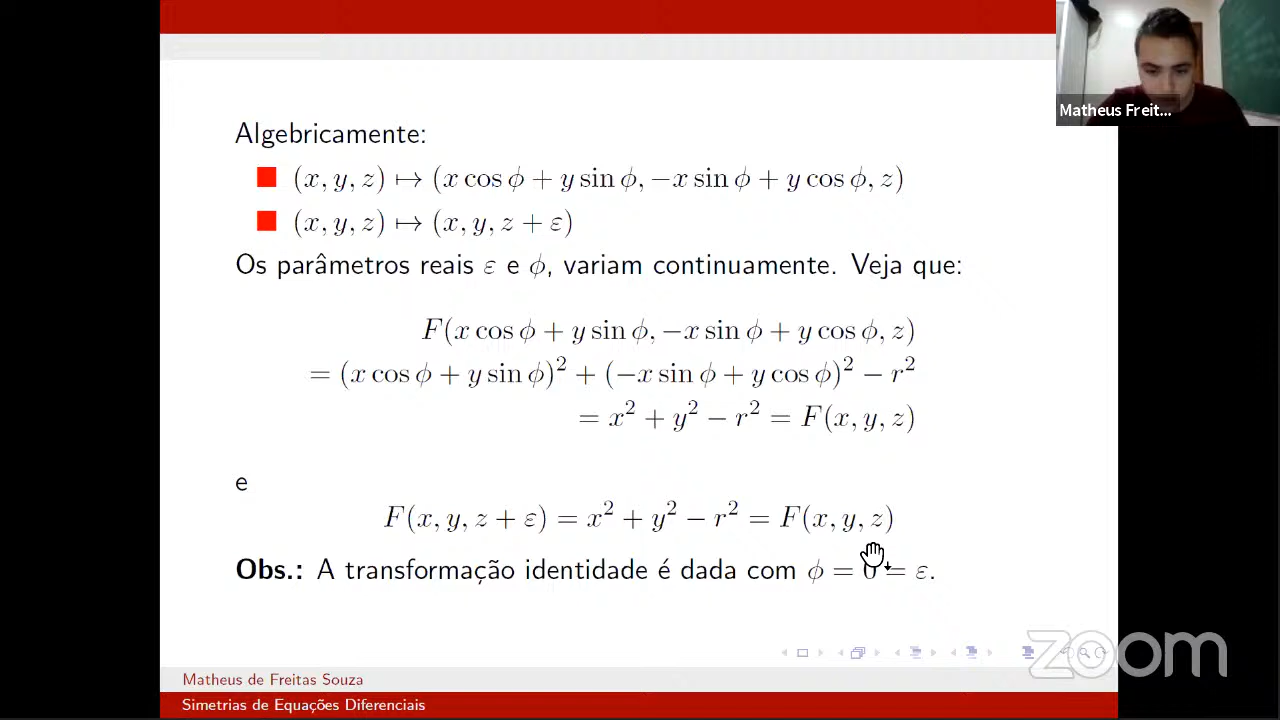 Matheus Freit...
Algebricamente:
(x, y, z) ↦ (x cos ϕ + y sin ϕ, −x sin ϕ + y cos ϕ, z)
(x, y, z) ↦ (x, y, z + ε)
Os parâmetros reais ε e ϕ, variam continuamente. Veja que:
F(x cos ϕ + y sin ϕ, −x sin ϕ + y cos ϕ, z)
= (x cos ϕ + y sin ϕ)² + (−x sin ϕ + y cos ϕ)² − r²
= x² + y² − r² = F(x, y, z)
e
F(x, y, z + ε) = x² + y² − r² = F(x, y, z)
Obs.: A transformação identidade é dada com ϕ = 0 = ε.
zoom
Matheus de Freitas Souza
Simetrias de Equações Diferenciais